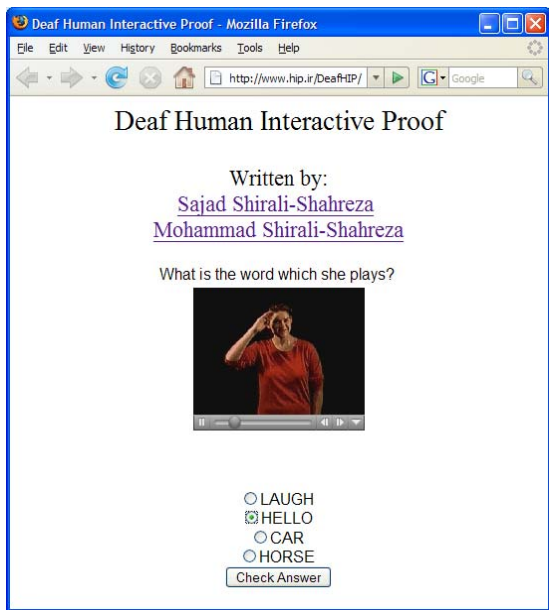 Deaf Human Interactive Proof - Mozilla Firefox
File Edit View History Bookmarks Tools Help
http://www.hip.ir/DeafHIP/ G Google
Deaf Human Interactive Proof
Written by:
Sajad Shirali-Shahreza
Mohammad Shirali-Shahreza
What is the word which she plays?
LAUGH
HELLO
CAR
HORSE
Check Answer